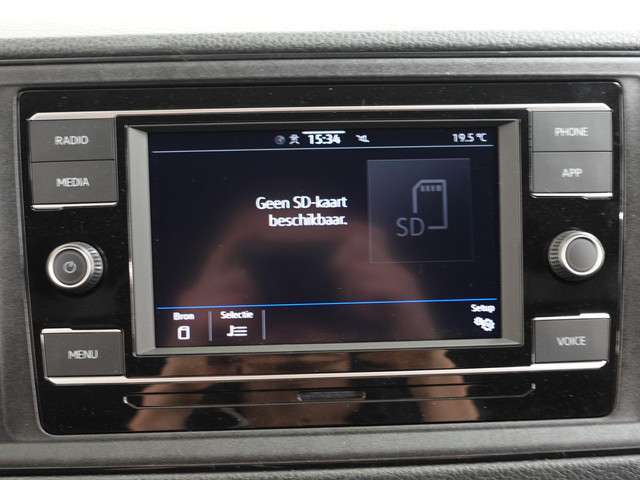 RADIO
MEDIA
MENU
PHONE
APP
VOICE
15:34
19.5 °C
Geen SD-kaart
beschikbaar.
SD
Bron
Selectie
Setup